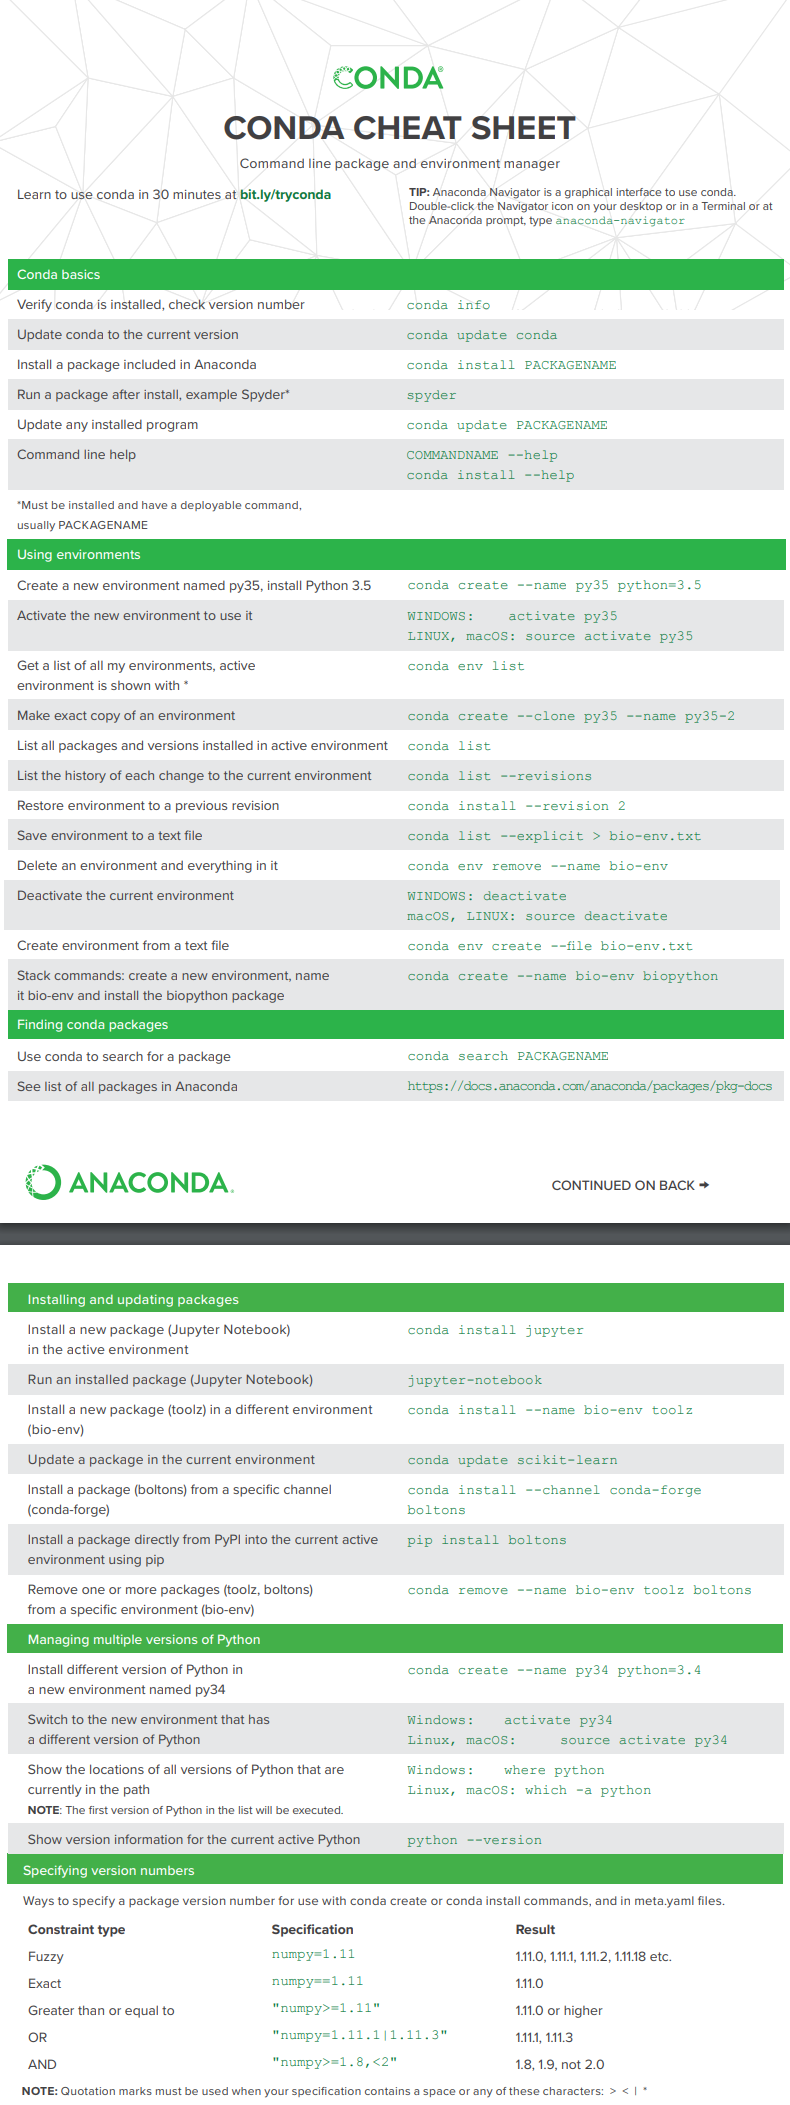 CONDA®
CONDA CHEAT SHEET
Command line package and environment manager
Learn to use conda in 30 minutes at bit.ly/tryconda
TIP: Anaconda Navigator is a graphical interface to use conda.
Double-click the Navigator icon on your desktop or in a Terminal or at
the Anaconda prompt, type anaconda-navigator
Conda basics
Verify conda is installed, check version number conda info
Update conda to the current version conda update conda
Install a package included in Anaconda conda install PACKAGENAME
Run a package after install, example Spyder* spyder
Update any installed program conda update PACKAGENAME
Command line help COMMANDNAME --help
conda install --help
*Must be installed and have a deployable command,
usually PACKAGENAME
Using environments
Create a new environment named py35, install Python 3.5 conda create --name py35 python=3.5
Activate the new environment to use it WINDOWS: activate py35
LINUX, macOS: source activate py35
Get a list of all my environments, active conda env list
environment is shown with *
Make exact copy of an environment conda create --clone py35 --name py35-2
List all packages and versions installed in active environment conda list
List the history of each change to the current environment conda list --revisions
Restore environment to a previous revision conda install --revision 2
Save environment to a text file conda list --explicit > bio-env.txt
Delete an environment and everything in it conda env remove --name bio-env
Deactivate the current environment WINDOWS: deactivate
macOS, LINUX: source deactivate
Create environment from a text file conda env create --file bio-env.txt
Stack commands: create a new environment, name conda create --name bio-env biopython
it bio-env and install the biopython package
Finding conda packages
Use conda to search for a package conda search PACKAGENAME
See list of all packages in Anaconda https://docs.anaconda.com/anaconda/packages/pkg-docs
ANACONDA.
CONTINUED ON BACK →
Installing and updating packages
Install a new package (Jupyter Notebook) conda install jupyter
in the active environment
Run an installed package (Jupyter Notebook) jupyter-notebook
Install a new package (toolz) in a different environment conda install --name bio-env toolz
(bio-env)
Update a package in the current environment conda update scikit-learn
Install a package (boltons) from a specific channel conda install --channel conda-forge
(conda-forge) boltons
Install a package directly from PyPI into the current active pip install boltons
environment using pip
Remove one or more packages (toolz, boltons) conda remove --name bio-env toolz boltons
from a specific environment (bio-env)
Managing multiple versions of Python
Install different version of Python in conda create --name py34 python=3.4
a new environment named py34
Switch to the new environment that has Windows: activate py34
a different version of Python Linux, macOS: source activate py34
Show the locations of all versions of Python that are Windows: where python
currently in the path Linux, macOS: which -a python
NOTE: The first version of Python in the list will be executed.
Show version information for the current active Python python --version
Specifying version numbers
Ways to specify a package version number for use with conda create or conda install commands, and in meta.yaml files.
Constraint type Specification Result
Fuzzy numpy=1.11 1.11.0, 1.11.1, 1.11.2, 1.11.18 etc.
Exact numpy==1.11 1.11.0
Greater than or equal to "numpy>=1.11" 1.11.0 or higher
OR "numpy=1.11.1|1.11.3" 1.11.1, 1.11.3
AND "numpy>=1.8,<2" 1.8, 1.9, not 2.0
NOTE: Quotation marks must be used when your specification contains a space or any of these characters: > < | *